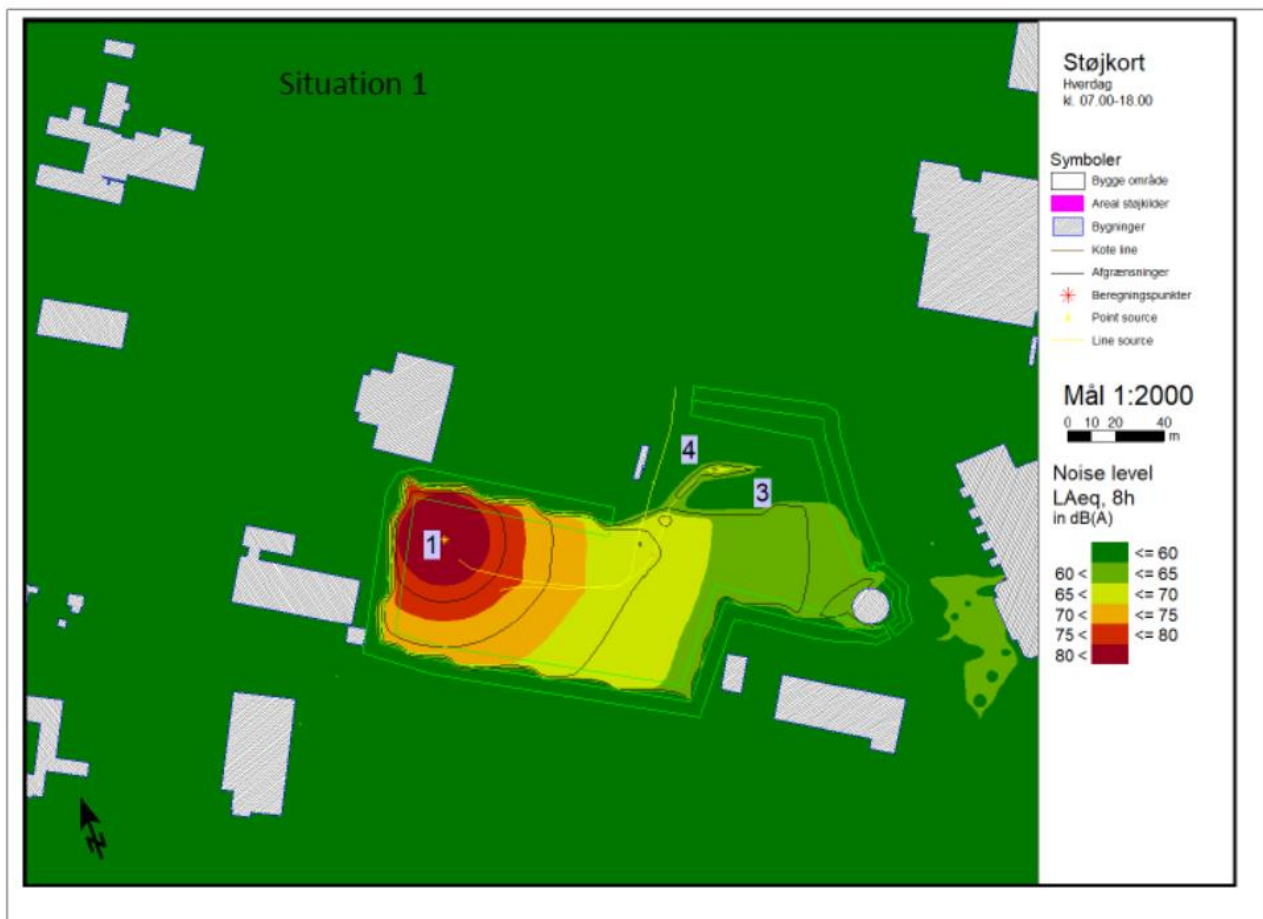 Situation 1
1
4
3
N
Støjkort
Hverdag
kl. 07.00-18.00
Symboler
Bygge område
Areal støjkilder
Bygninger
Kote line
Afgrænsninger
Beregningspunkter
Point source
Line source
Mål 1:2000
0 10 20 40
m
Noise level
LAeq, 8h
in dB(A)
<= 60
60 < <= 65
65 < <= 70
70 < <= 75
75 < <= 80
80 <